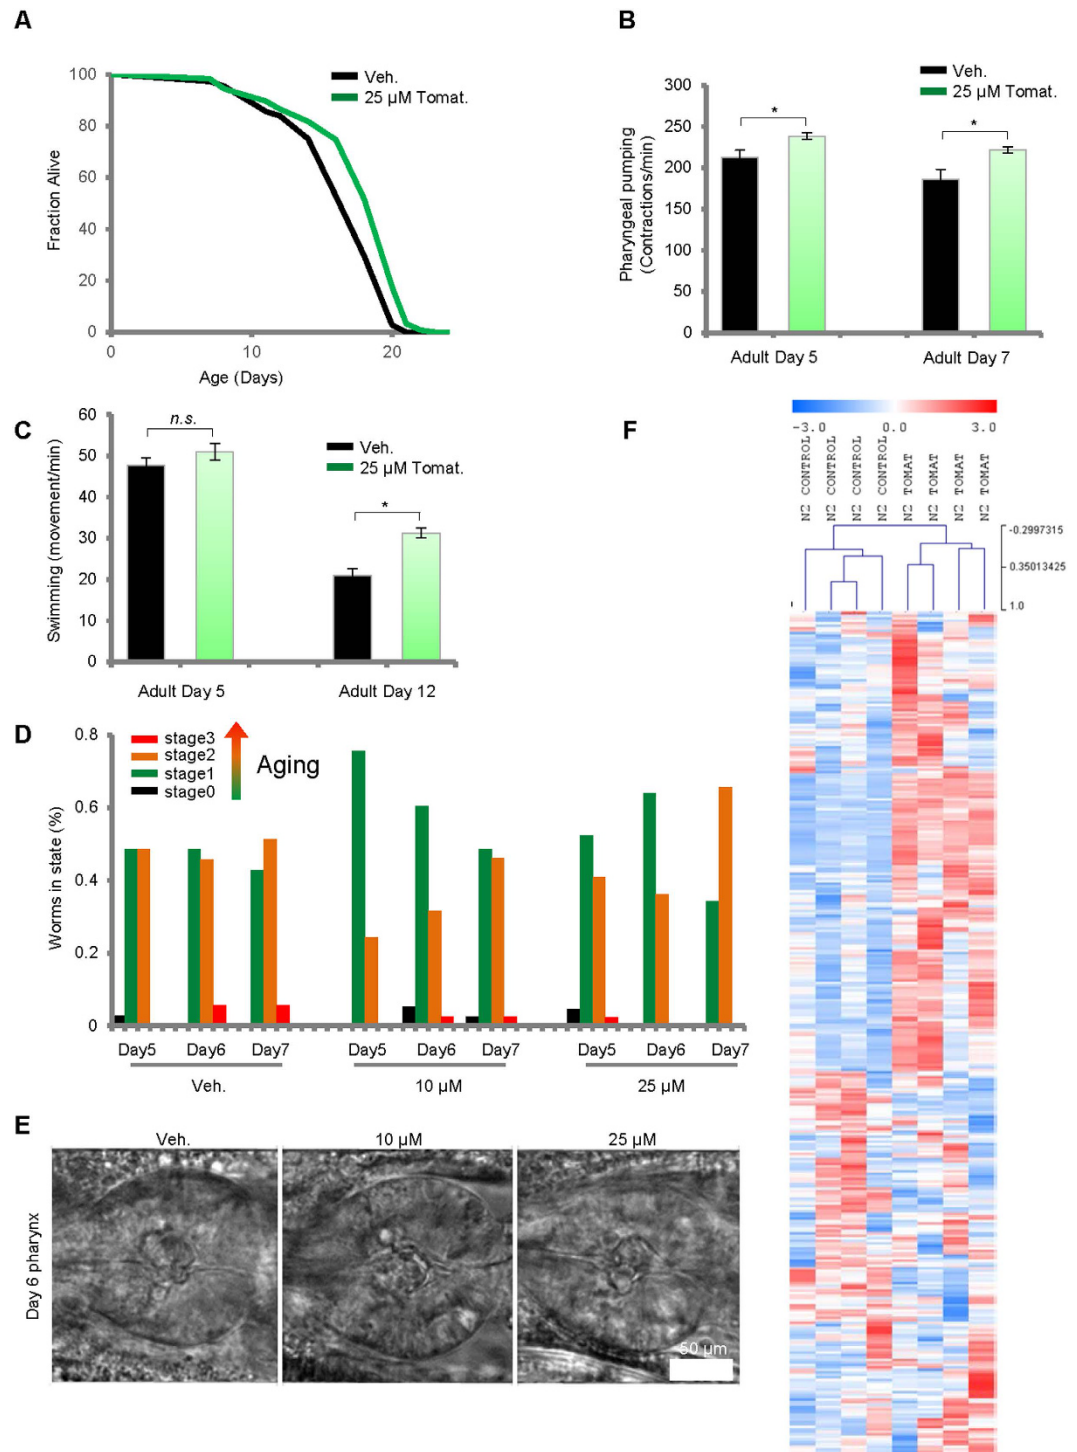 A
Veh.
25 µM Tomat.
100
80
60
40
20
0
Fraction Alive
0
10
20
Age (Days)
B
Veh.
25 µM Tomat.
300
250
200
150
100
50
0
Pharyngeal pumping
(Contractions/min)
*
*
Adult Day 5
Adult Day 7
C
60
50
40
30
20
10
0
Swimming (movement/min)
n.s.
Veh.
25 µM Tomat.
*
Adult Day 5
Adult Day 12
D
0.8
0.6
0.4
0.2
0
Worms in state (%)
stage3
stage2
stage1
stage0
Aging
Day5
Day6
Day7
Day5
Day6
Day7
Day5
Day6
Day7
Veh.
10 µM
25 µM
E
Veh.
10 µM
25 µM
Day 6 pharynx
50 µm
F
-3.0
0.0
3.0
N2 CONTROL
N2 CONTROL
N2 CONTROL
N2 CONTROL
N2 TOMAT
N2 TOMAT
N2 TOMAT
N2 TOMAT
-0.2997315
0.35013425
1.0